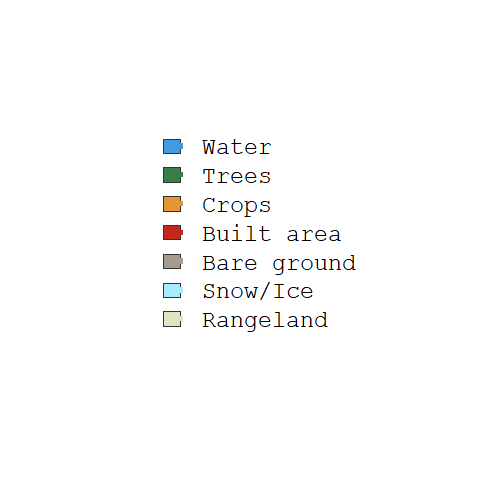 Water
Trees
Crops
Built area
Bare ground
Snow/Ice
Rangeland